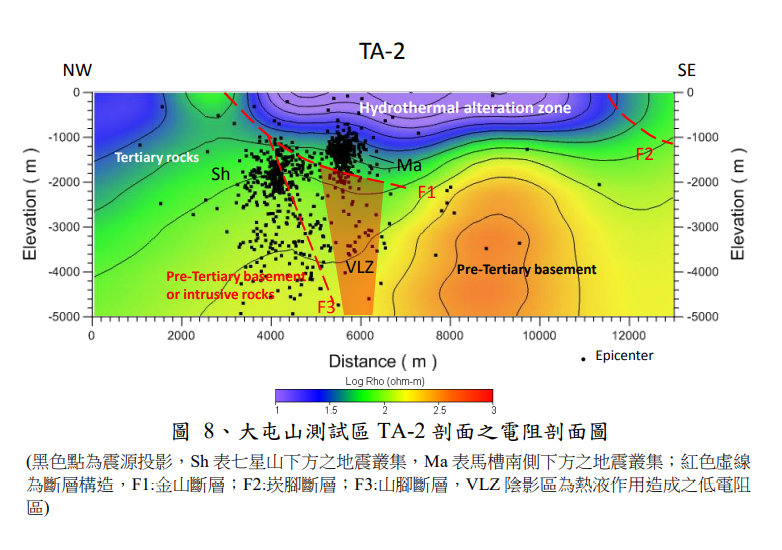 TA-2
NW
SE
0
0
Hydrothermal alteration zone
-1000
-1000
Tertiary rocks
F2
Sh
Ma
-2000
-2000
F1
Elevation ( m )
Elevation ( m )
-3000
-3000
VLZ
-4000
-4000
Pre-Tertiary basement
or intrusive rocks
Pre-Tertiary basement
F3
-5000
-5000
0 2000 4000 6000 8000 10000 12000
Distance ( m )
Epicenter
Log Rho (ohm-m)
1 1.5 2 2.5 3
圖 8、大屯山測試區 TA-2 剖面之電阻剖面圖
(黑色點為震源投影，Sh 表七星山下方之地震叢集，Ma 表馬槽南側下方之地震叢集；紅色虛線
為斷層構造，F1:金山斷層；F2:崁腳斷層；F3:山腳斷層，VLZ 陰影區為熱液作用造成之低電阻
區)